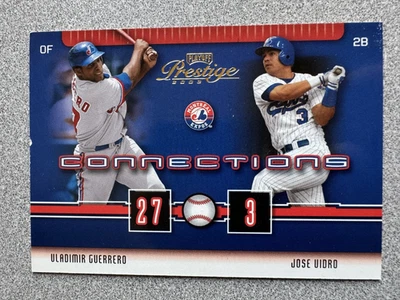 OF
2B
PLAYOFF
Prestige
2003
MONTREAL
EXPOS
CONNECTIONS
27
3
VLADIMIR GUERRERO
JOSE VIDRO